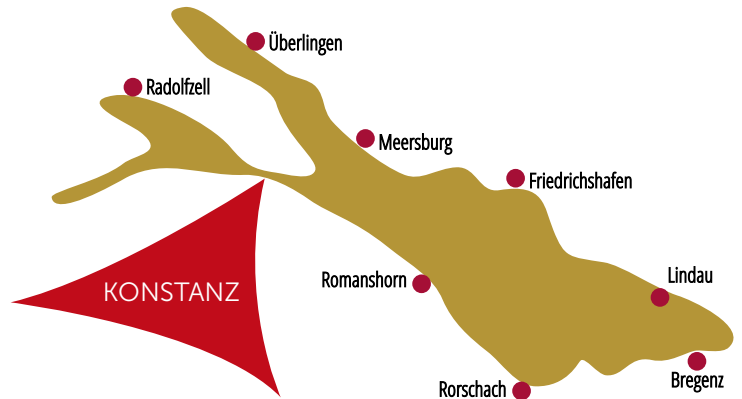 Überlingen
Radolfzell
Meersburg
Friedrichshafen
Lindau
Romanshorn
KONSTANZ
Bregenz
Rorschach